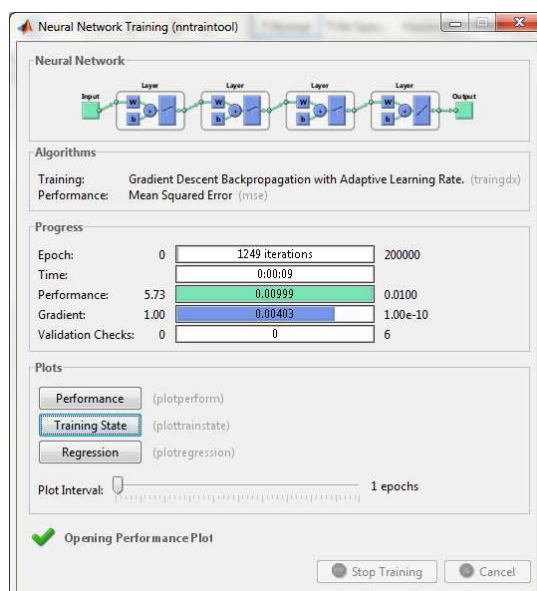 Neural Network Training (nntraintool)
Neural Network
Layer Layer Layer Layer
Input Output
W W W W
b b b b
Algorithms
Training: Gradient Descent Backpropagation with Adaptive Learning Rate. (traingdx)
Performance: Mean Squared Error (mse)
Progress
Epoch: 0 1249 iterations 200000
Time: 0:00:09
Performance: 5.73 0.00999 0.0100
Gradient: 1.00 0.00403 1.00e-10
Validation Checks: 0 0 6
Plots
Performance (plotperform)
Training State (plottrainstate)
Regression (plotregression)
Plot Interval: 1 epochs
Opening Performance Plot
Stop Training Cancel